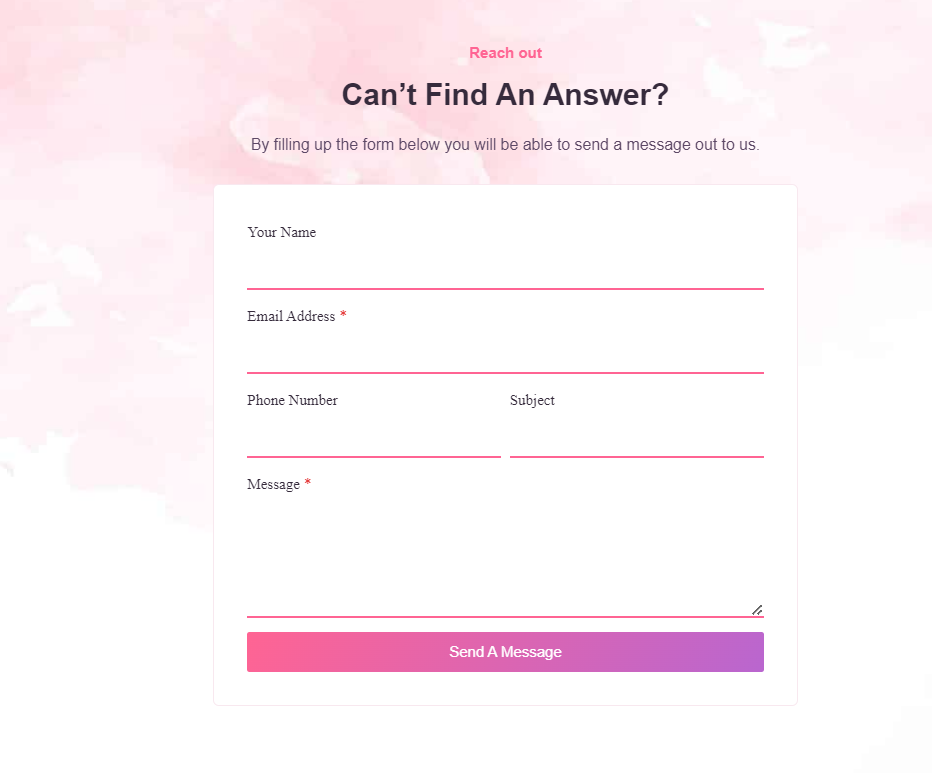 Reach out
Can’t Find An Answer?
By filling up the form below you will be able to send a message out to us.
Your Name
Email Address *
Phone Number
Subject
Message *
Send A Message